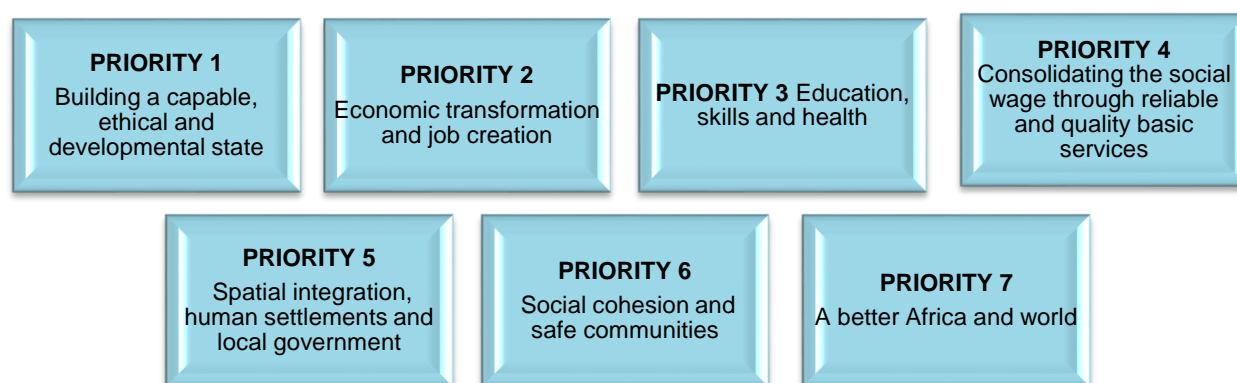 PRIORITY 1
Building a capable,
ethical and
developmental state
PRIORITY 2
Economic transformation
and job creation
PRIORITY 3 Education,
skills and health
PRIORITY 4
Consolidating the social
wage through reliable
and quality basic
services
PRIORITY 5
Spatial integration,
human settlements and
local government
PRIORITY 6
Social cohesion and
safe communities
PRIORITY 7
A better Africa and world